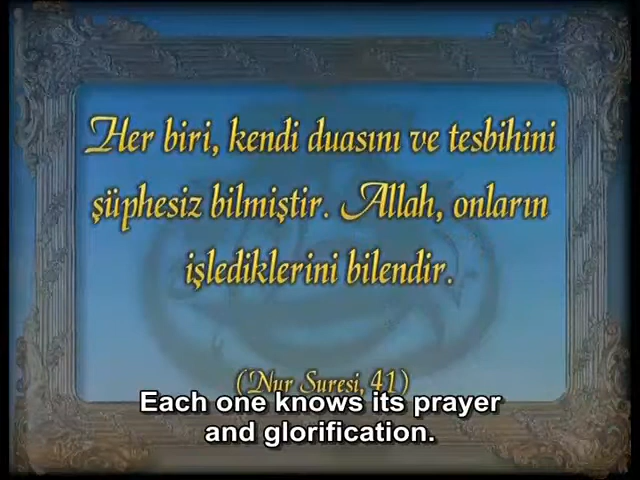 Her biri, kendi duasını ve tesbihini
şüphesiz bilmiştir. Allah, onların
işlediklerini bilendir.
(Nur Suresi, 41)
Each one knows its prayer
and glorification.